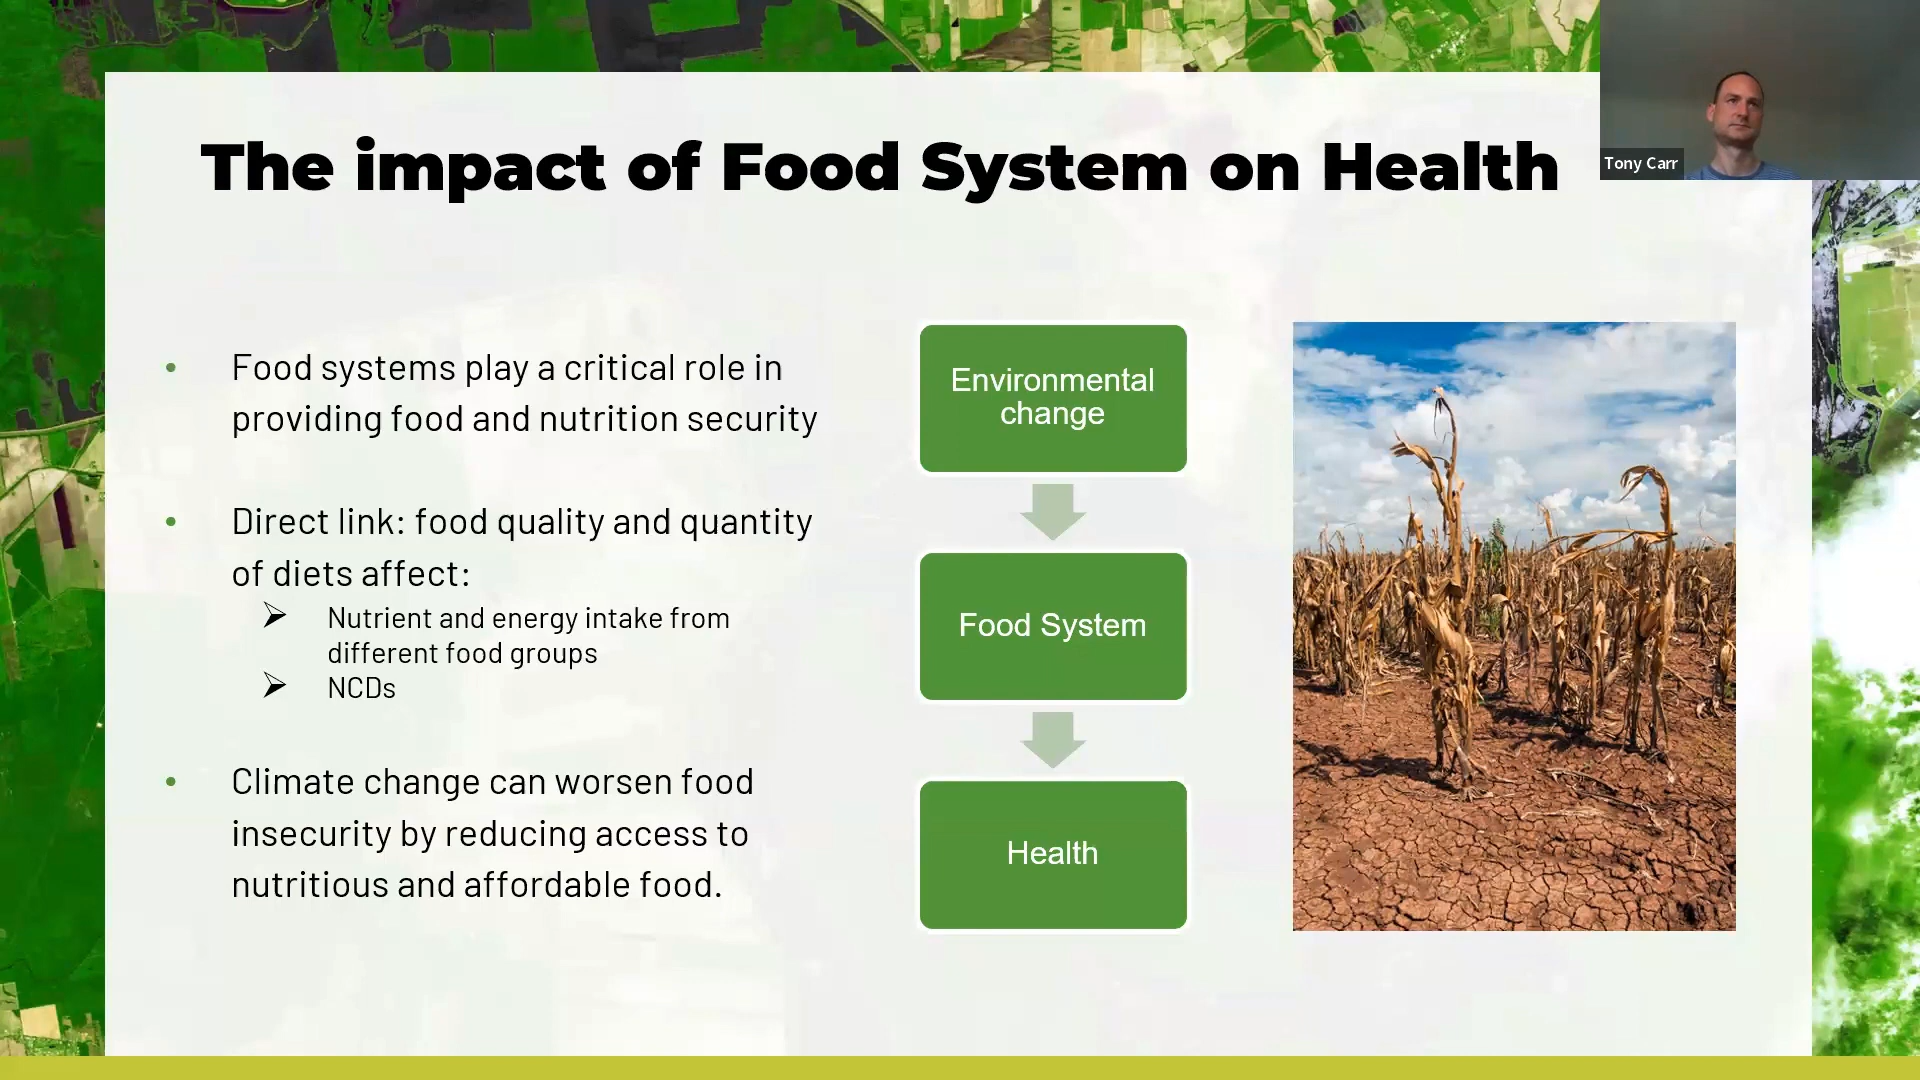 The impact of Food System on Health
Tony Carr
• Food systems play a critical role in
providing food and nutrition security
• Direct link: food quality and quantity
of diets affect:
➢ Nutrient and energy intake from
different food groups
➢ NCDs
• Climate change can worsen food
insecurity by reducing access to
nutritious and affordable food.
Environmental
change
Food System
Health